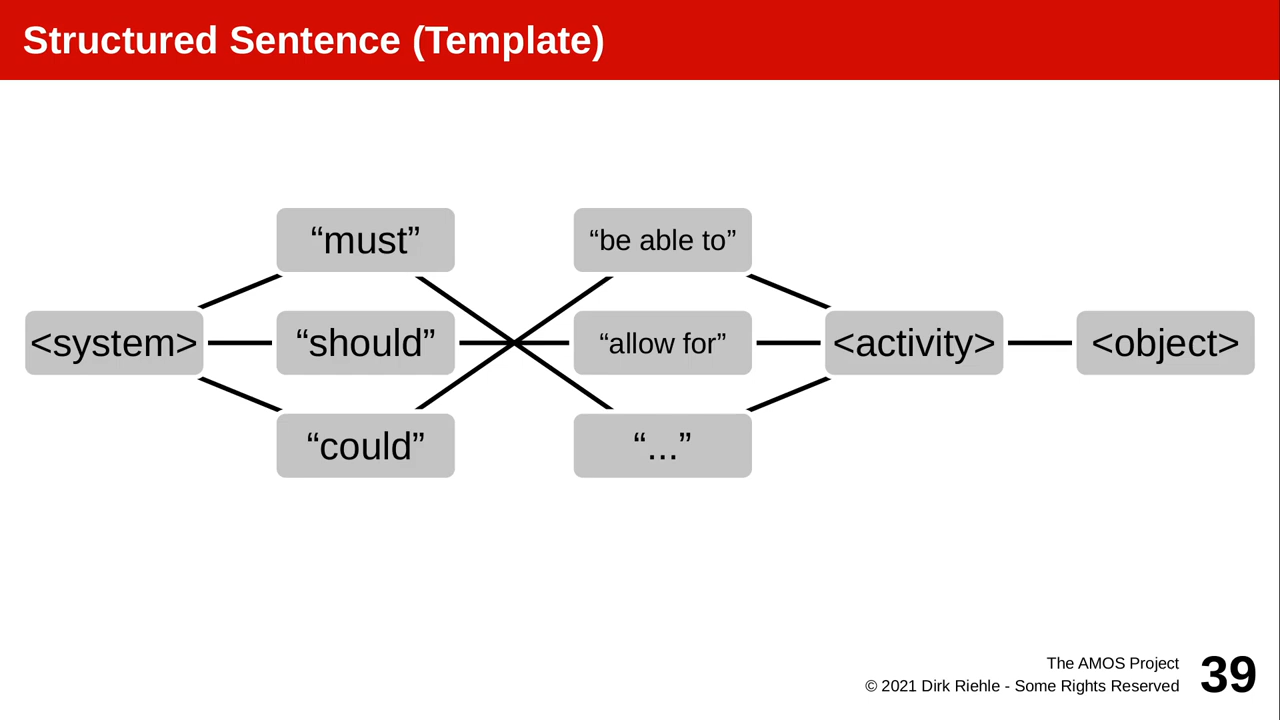 Structured Sentence (Template)
“must”
“be able to”
<system>
“should”
“allow for”
<activity>
<object>
“could”
“...”
The AMOS Project
© 2021 Dirk Riehle - Some Rights Reserved
39